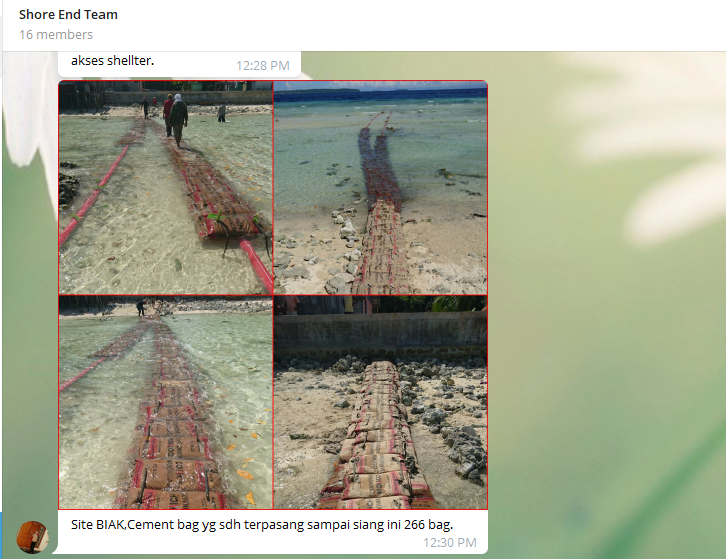 Shore End Team
16 members
akses shellter.
12:28 PM
Site BIAK,Cement bag yg sdh terpasang sampai siang ini 266 bag.
12:30 PM